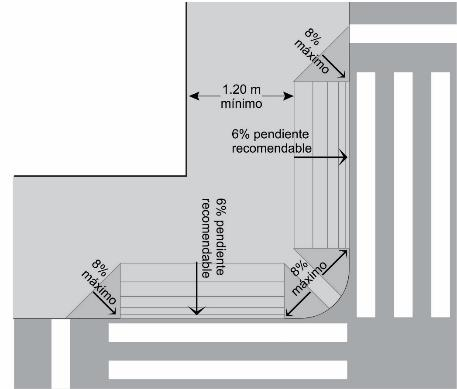 8%
máximo
1.20 m
mínimo
6% pendiente
recomendable
6% pendiente
recomendable
8%
máximo
8%
máximo